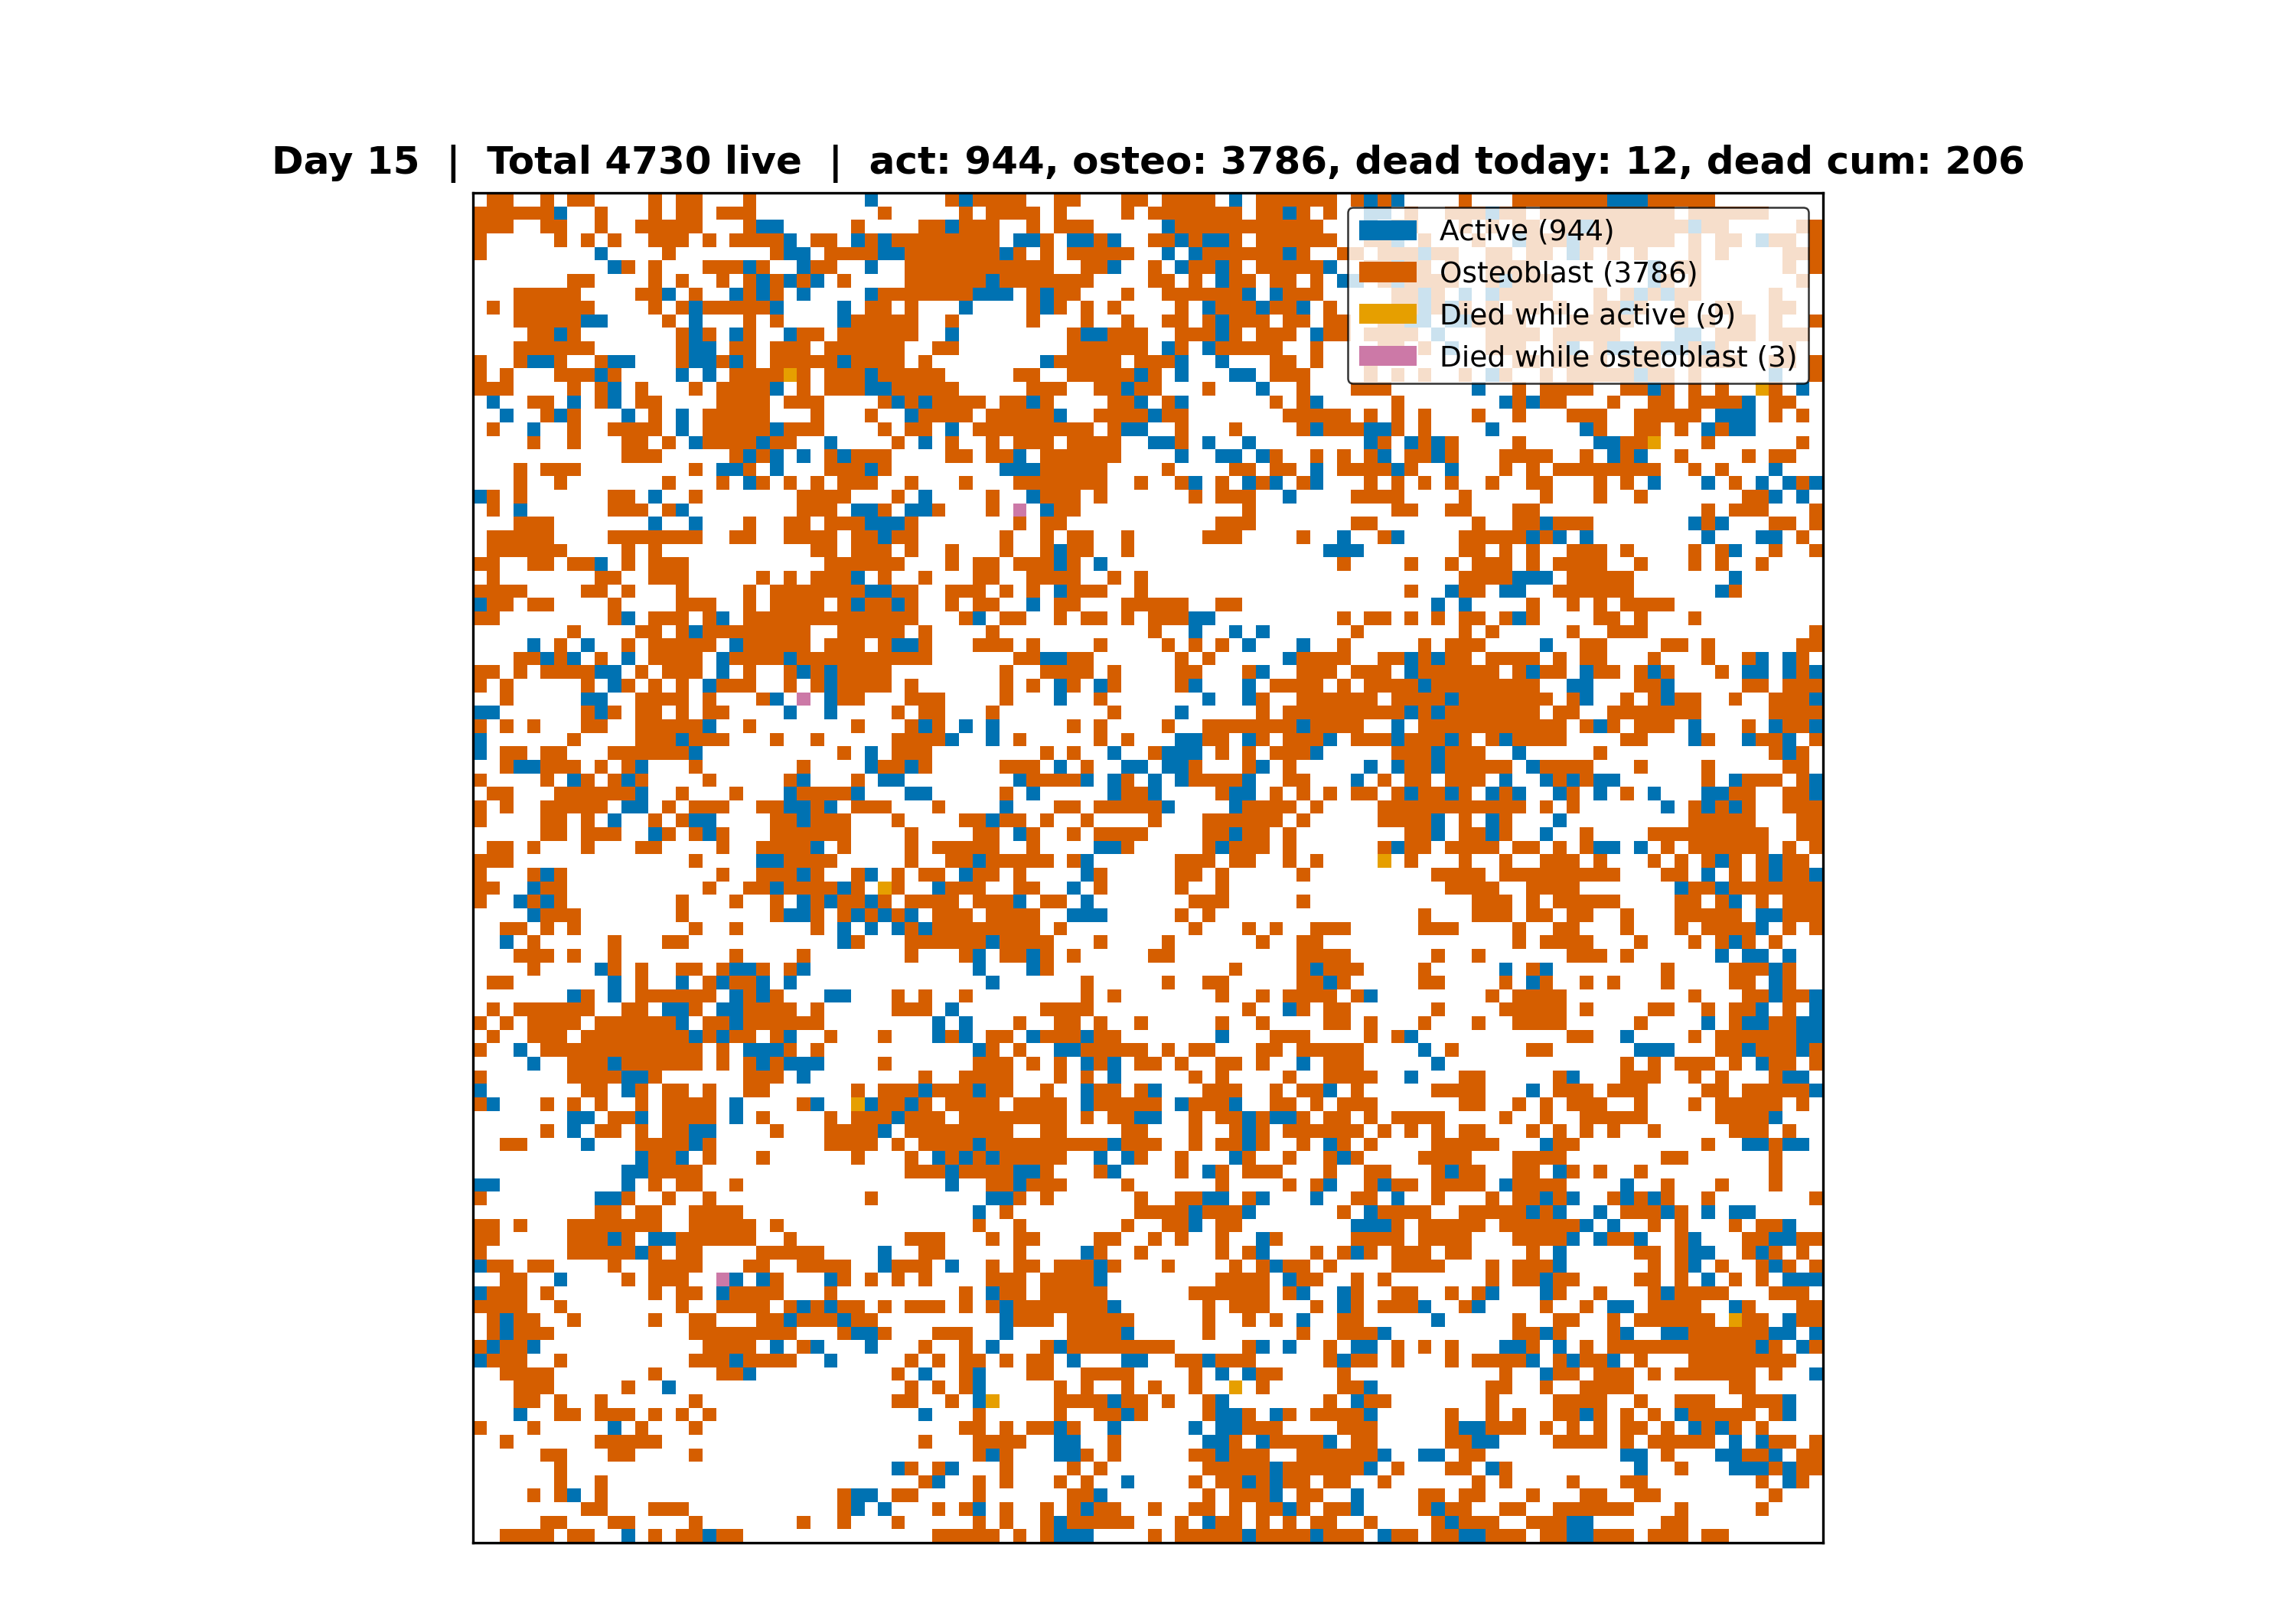 Day 15 | Total 4730 live | act: 944, osteo: 3786, dead today: 12, dead cum: 206
Active (944)
Osteoblast (3786)
Died while active (9)
Died while osteoblast (3)